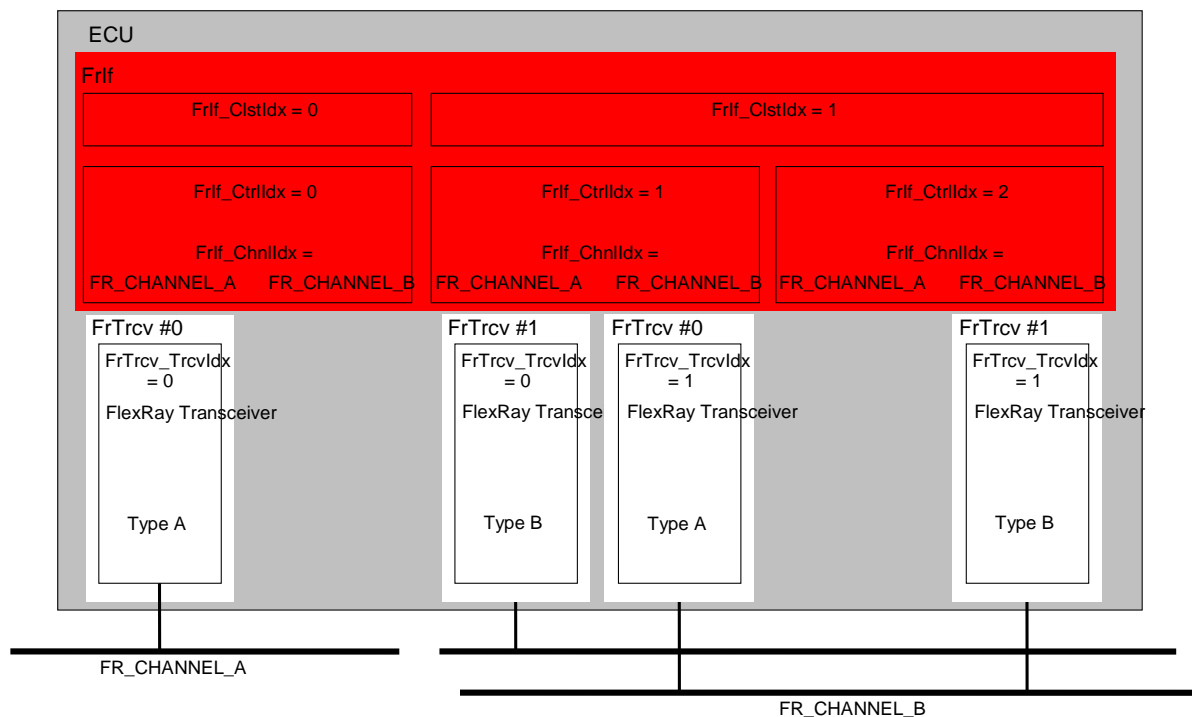 ECU
FrIf
FrIf_ClstIdx = 0
FrIf_ClstIdx = 1
FrIf_CtrlIdx = 0
FrIf_CtrlIdx = 1
FrIf_CtrlIdx = 2
FrIf_ChnlIdx =
FrIf_ChnlIdx =
FrIf_ChnlIdx =
FR_CHANNEL_A
FR_CHANNEL_B
FR_CHANNEL_A
FR_CHANNEL_B
FR_CHANNEL_A
FR_CHANNEL_B
FrTrcv #0
FrTrcv #1
FrTrcv #0
FrTrcv #1
FrTrcv_TrcvIdx
= 0
FlexRay Transceiver
Type A
FrTrcv_TrcvIdx
= 0
FlexRay Transce
Type B
FrTrcv_TrcvIdx
= 1
FlexRay Transceiver
Type A
FrTrcv_TrcvIdx
= 1
FlexRay Transceiver
Type B
FR_CHANNEL_A
FR_CHANNEL_B